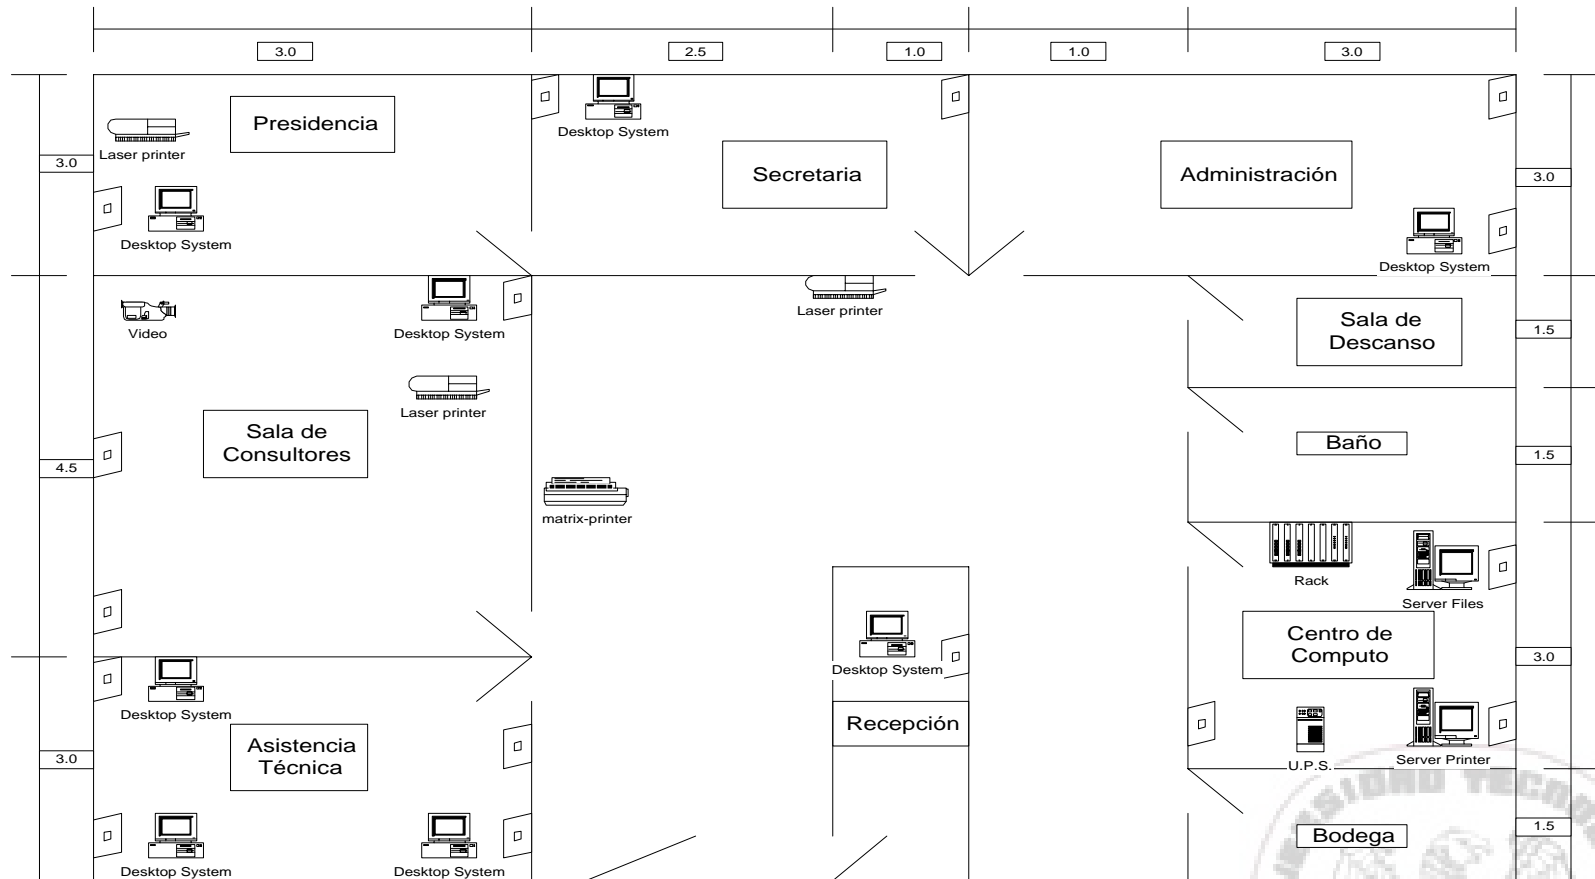 3.0
2.5
1.0
1.0
3.0
Presidencia
Laser printer
3.0
Desktop System
Desktop System
Secretaria
Administración
3.0
Desktop System
Video
Desktop System
Laser printer
Laser printer
Sala de
Descanso
1.5
Sala de
Consultores
4.5
matrix-printer
Baño
1.5
Rack
Server Files
Centro de
Computo
3.0
Desktop System
Recepción
U.P.S.
Server Printer
Desktop System
Asistencia
Técnica
3.0
Desktop System
Desktop System
Bodega
1.5